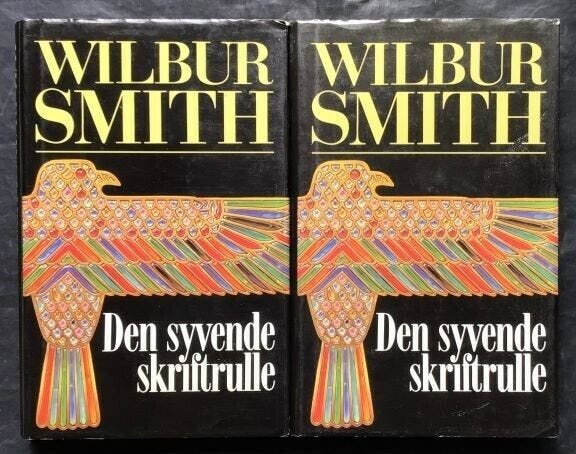 WILBUR
SMITH
Den syvende
skriftrulle
WILBUR
SMITH
Den syvende
skriftrulle